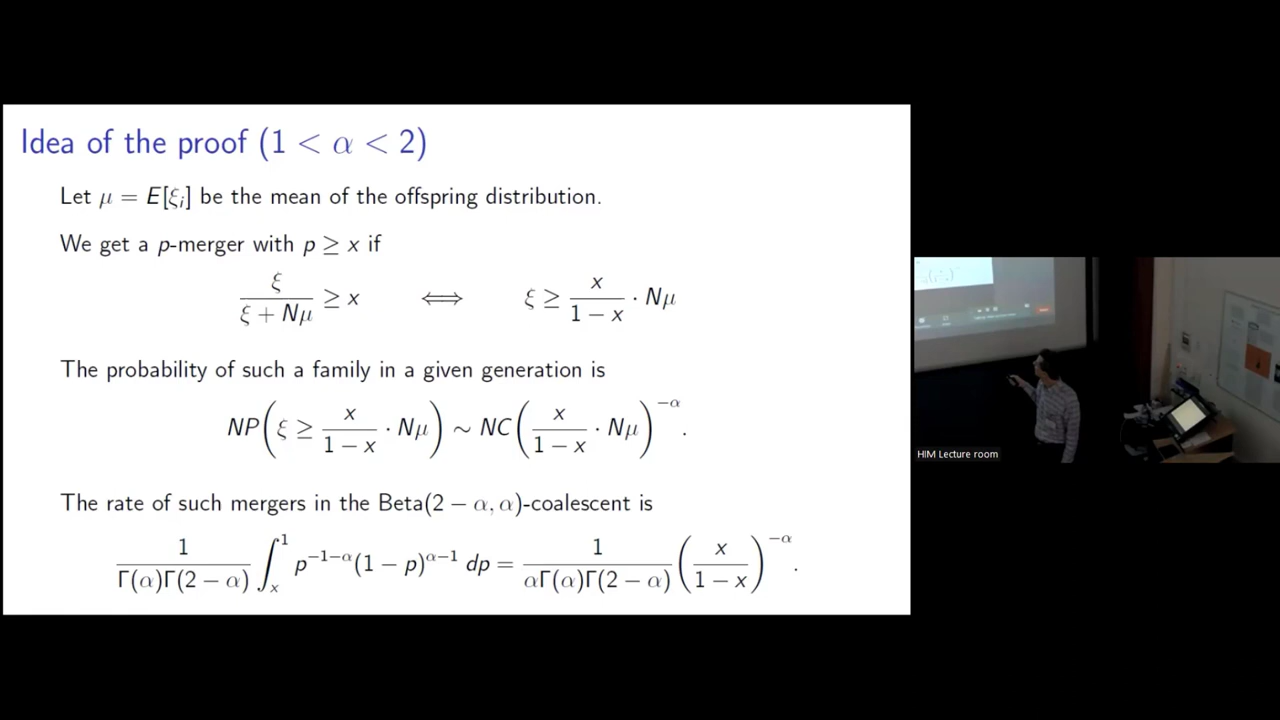 Idea of the proof (1 < α < 2)
Let μ = E[ξᵢ] be the mean of the offspring distribution.
We get a p-merger with p ≥ x if
ξ / (ξ + Nμ) ≥ x ⟺ ξ ≥ x / (1 − x) · Nμ
The probability of such a family in a given generation is
NP(ξ ≥ x / (1 − x) · Nμ) ∼ NC(x / (1 − x) · Nμ)^{−α}.
The rate of such mergers in the Beta(2 − α, α)-coalescent is
1 / (Γ(α)Γ(2 − α)) ∫ₓ¹ p^{−1−α}(1 − p)^{α−1} dp = 1 / (αΓ(α)Γ(2 − α)) (x / (1 − x))^{−α}.
HIM Lecture room